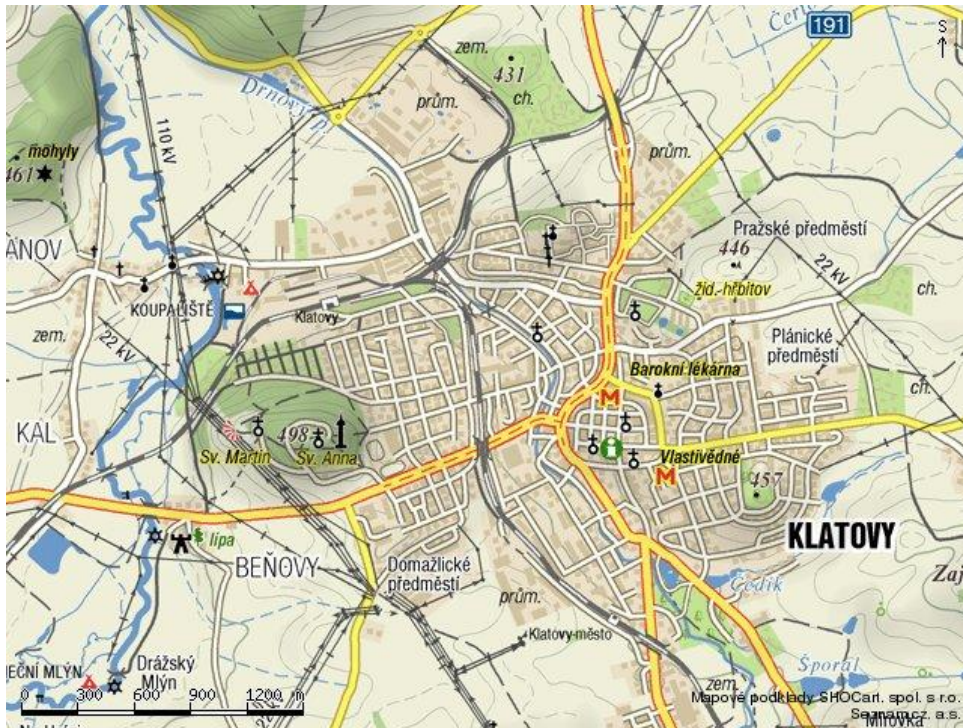 191
S
zem.
431
ch.
prům.
Drnový p.
prům.
mohyly
461
110 kV
Pražské předměstí
446
22 kV
žid. hřbitov
ch.
KOUPALIŠTĚ
Klatovy
zem.
22 kV
Plánické
předměstí
Barokní lékárna
M
ch.
KAL
498
Sv. Martin
Sv. Anna
Vlastivědné
M
457
lípa
KLATOVY
BEŇOVY
Domažlické
předměstí
Čedík
prům.
Klatovy-město
Drážský
Mlýn
Šporal
0 m 300 600 900 1200 m
22 kV
zem.
Mapové podklady SHOCart, spol. s r.o.
Seznam.cz, a.s.